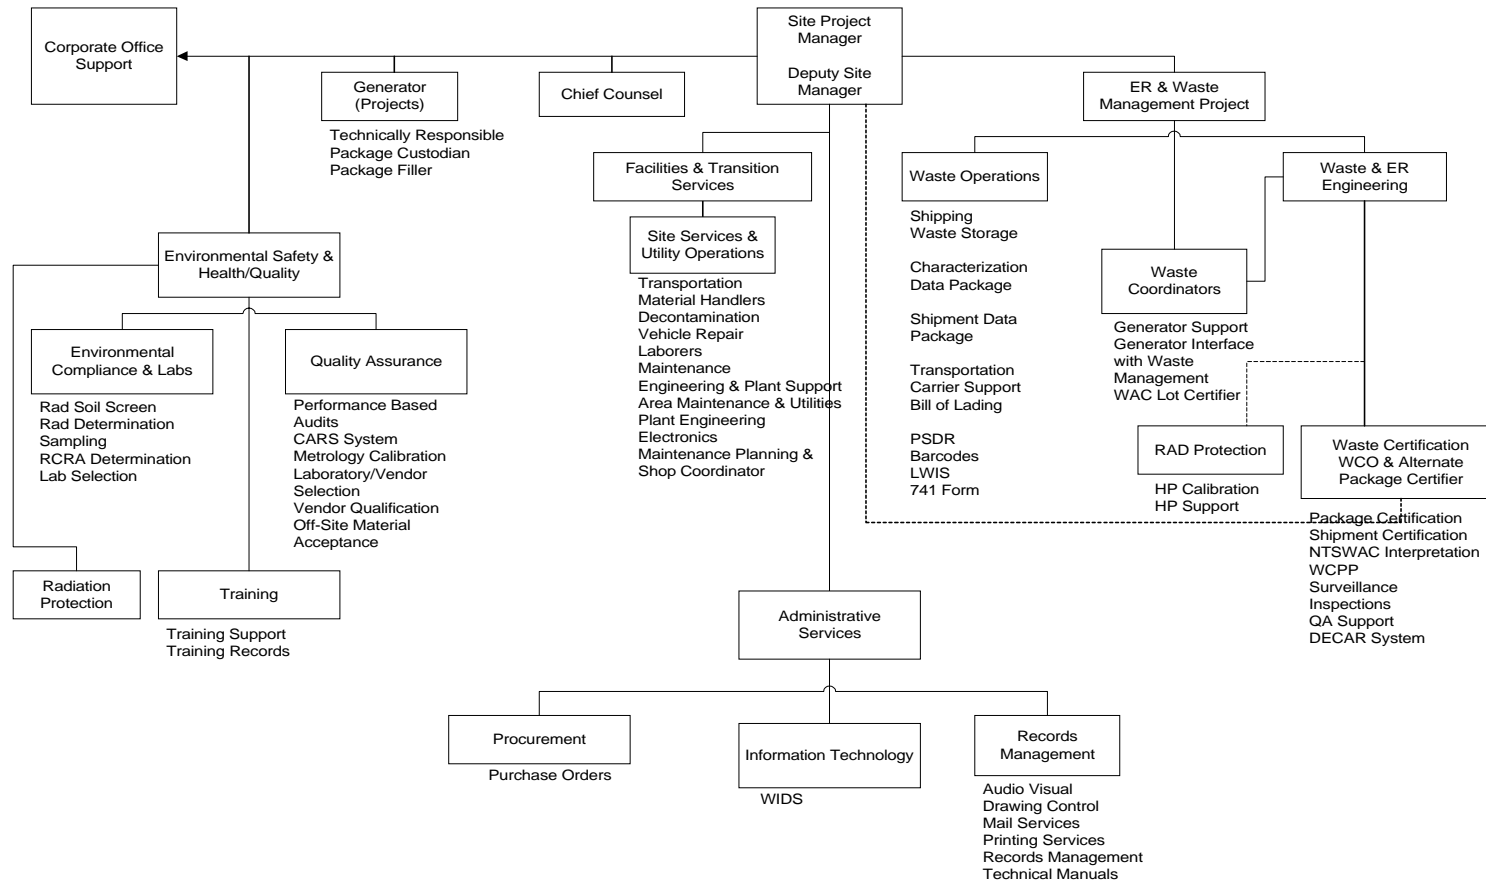 Corporate Office
Support
Site Project
Manager
Deputy Site
Manager
Generator
(Projects)
Technically Responsible
Package Custodian
Package Filler
Chief Counsel
ER & Waste
Management Project
Facilities & Transition
Services
Site Services &
Utility Operations
Transportation
Material Handlers
Decontamination
Vehicle Repair
Laborers
Maintenance
Engineering & Plant Support
Area Maintenance & Utilities
Plant Engineering
Electronics
Maintenance Planning &
Shop Coordinator
Waste Operations
Shipping
Waste Storage
Characterization
Data Package
Shipment Data
Package
Transportation
Carrier Support
Bill of Lading
PSDR
Barcodes
LWIS
741 Form
Waste & ER
Engineering
Waste
Coordinators
Generator Support
Generator Interface
with Waste
Management
WAC Lot Certifier
RAD Protection
HP Calibration
HP Support
Waste Certification
WCO & Alternate
Package Certifier
Package Certification
Shipment Certification
NTSWAC Interpretation
WCPP
Surveillance
Inspections
QA Support
DECAR System
Environmental Safety &
Health/Quality
Environmental
Compliance & Labs
Rad Soil Screen
Rad Determination
Sampling
RCRA Determination
Lab Selection
Quality Assurance
Performance Based
Audits
CARS System
Metrology Calibration
Laboratory/Vendor
Selection
Vendor Qualification
Off-Site Material
Acceptance
Radiation
Protection
Training
Training Support
Training Records
Administrative
Services
Procurement
Purchase Orders
Information Technology
WIDS
Records
Management
Audio Visual
Drawing Control
Mail Services
Printing Services
Records Management
Technical Manuals